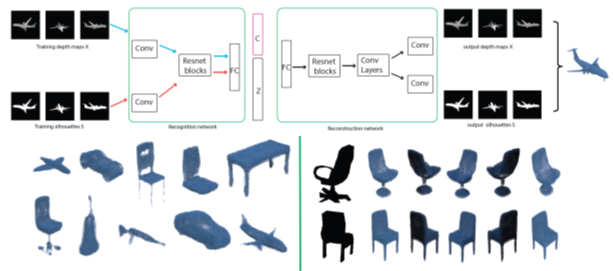 Training depth maps X
Training silhouettes S
Conv
Conv
Resnet
blocks
FC
Recognition network
C
Z
FC
Resnet
blocks
Conv
Layers
Conv
Conv
Reconstruction network
output depth maps X
output silhouettes S